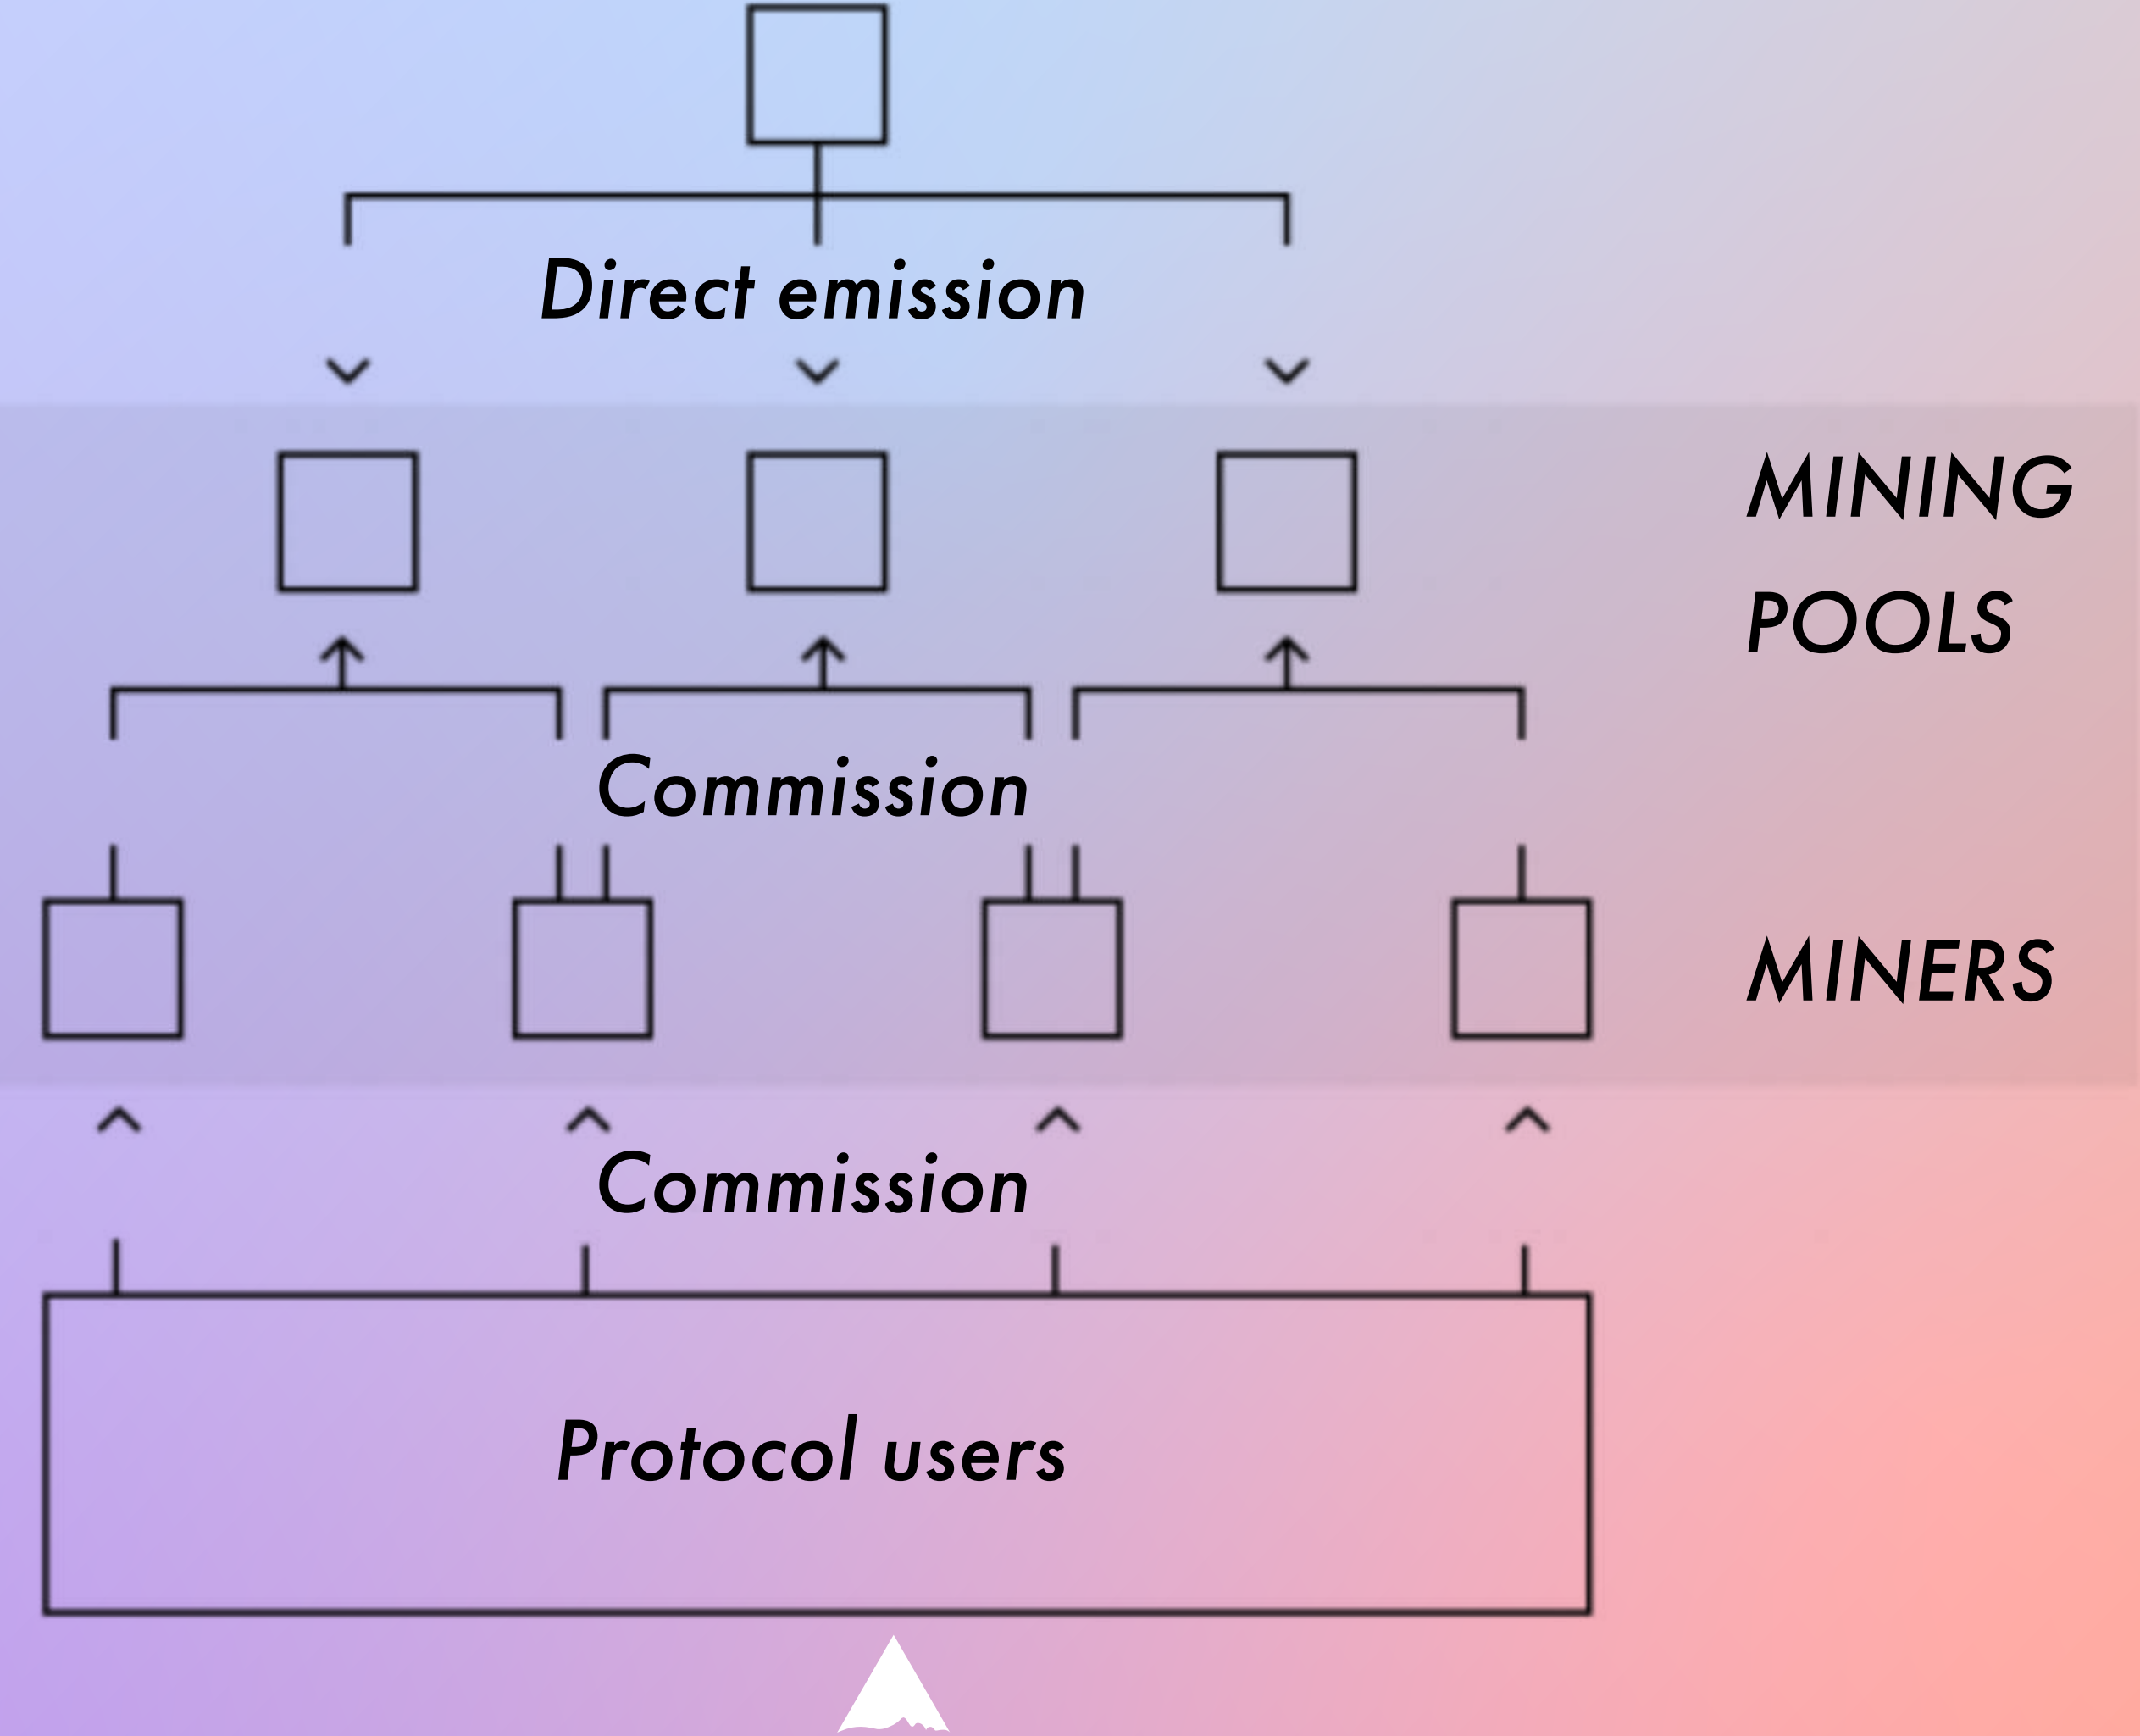 Direct emission
MINING
POOLS
Commission
MINERS
Commission
Protocol users